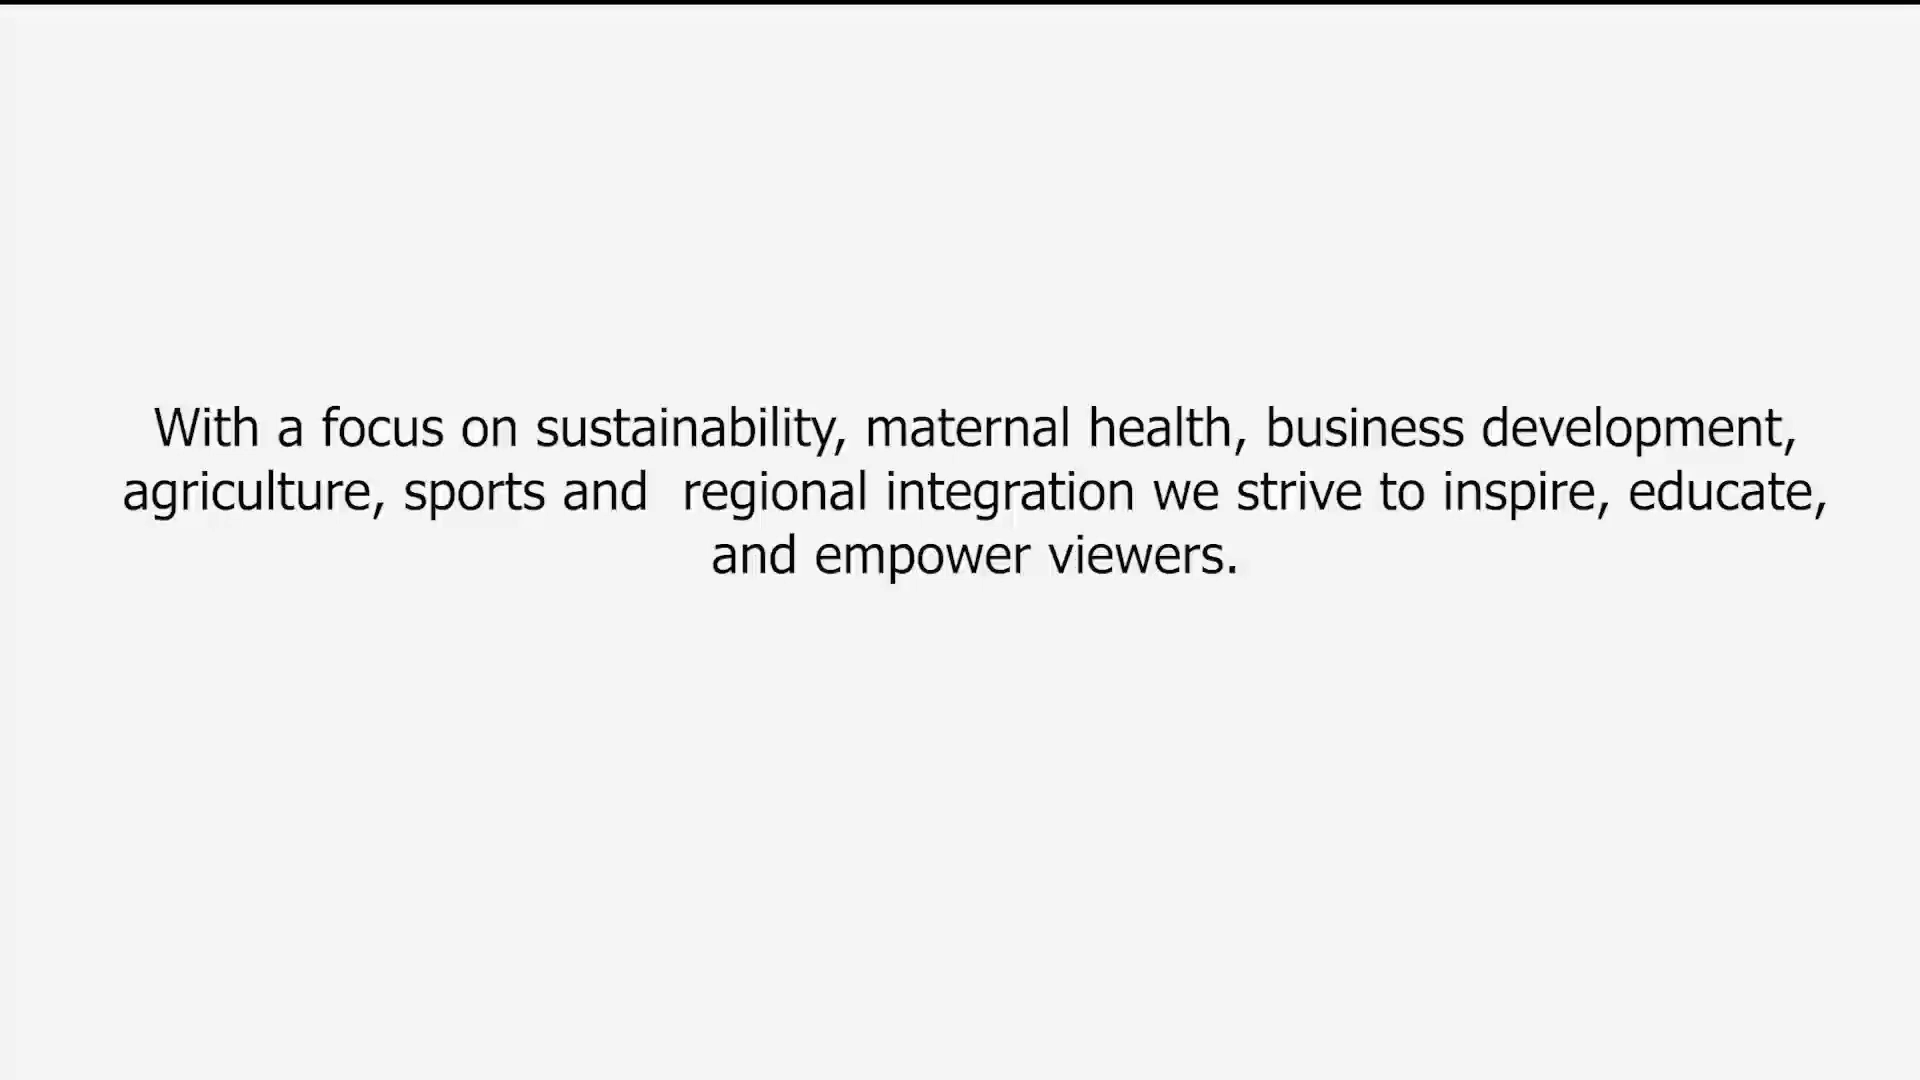 With a focus on sustainability, maternal health, business development,
agriculture, sports and  regional integration we strive to inspire, educate,
and empower viewers.